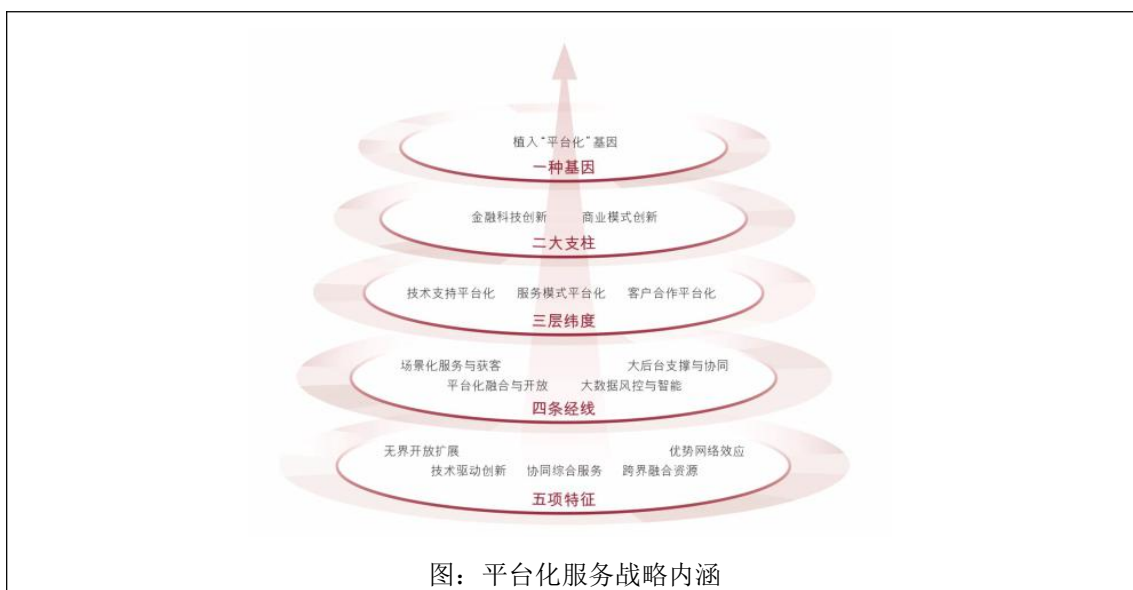 植入“平台化”基因
一种基因
金融科技创新 商业模式创新
二大支柱
技术支持平台化 服务模式平台化 客户合作平台化
三层纬度
场景化服务与获客 大后台支撑与协同
平台化融合与开放 大数据风控与智能
四条经线
无界开放扩展 优势网络效应
技术驱动创新 协同综合服务 跨界融合资源
五项特征
图：平台化服务战略内涵